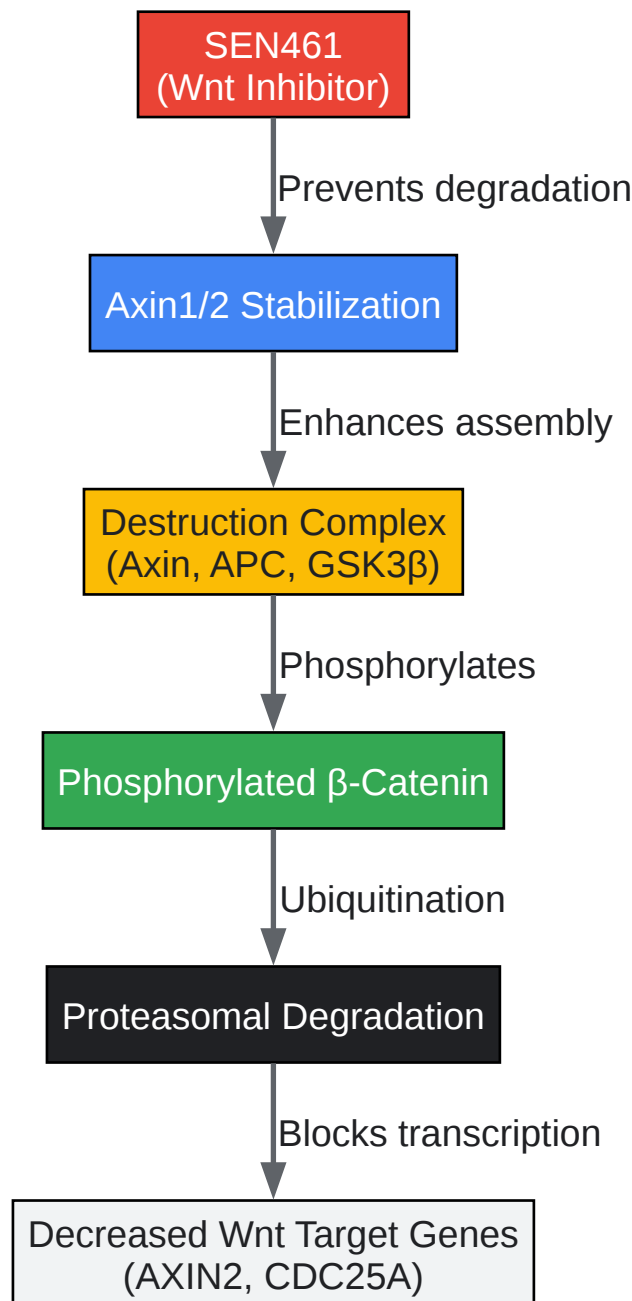 SEN461
(Wnt Inhibitor)
Prevents degradation
Axin1/2 Stabilization
Enhances assembly
Destruction Complex
(Axin, APC, GSK3β)
Phosphorylates
Phosphorylated β-Catenin
Ubiquitination
Proteasomal Degradation
Blocks transcription
Decreased Wnt Target Genes
(AXIN2, CDC25A)